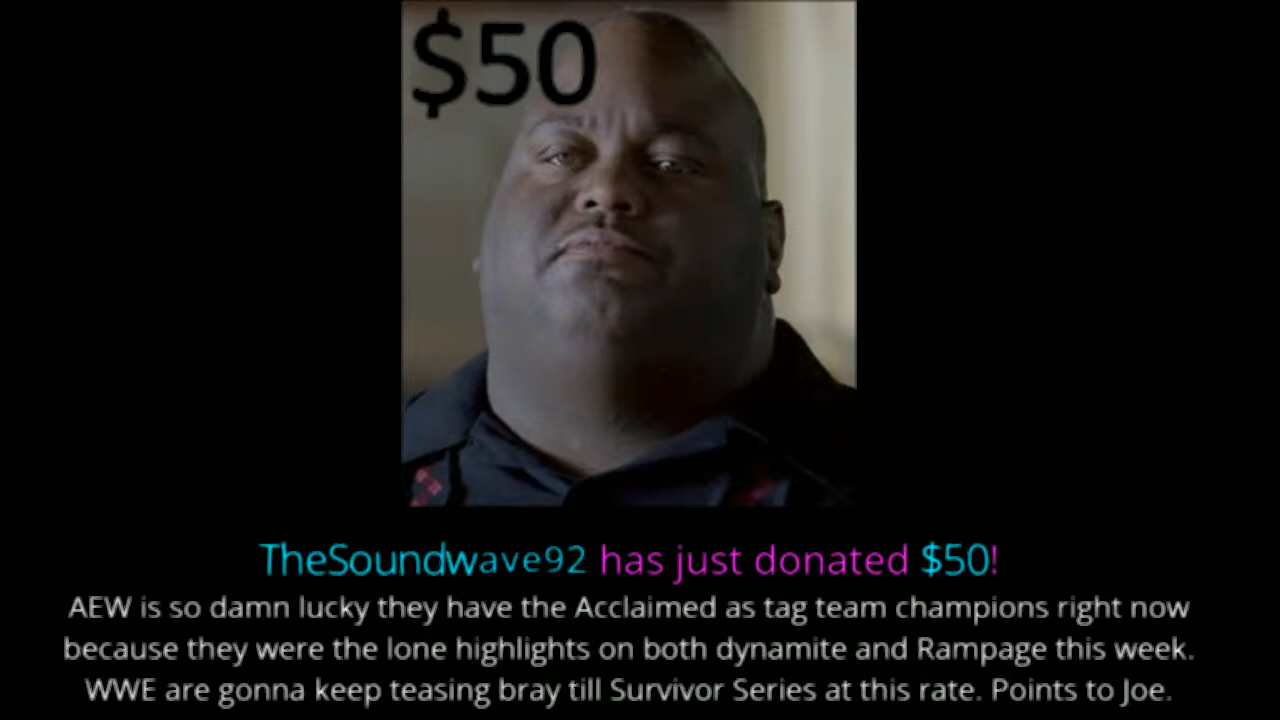 $50
TheSoundwave92 has just donated $50!
AEW is so damn lucky they have the Acclaimed as tag team champions right now
because they were the lone highlights on both dynamite and Rampage this week.
WWE are gonna keep teasing bray till Survivor Series at this rate. Points to Joe.